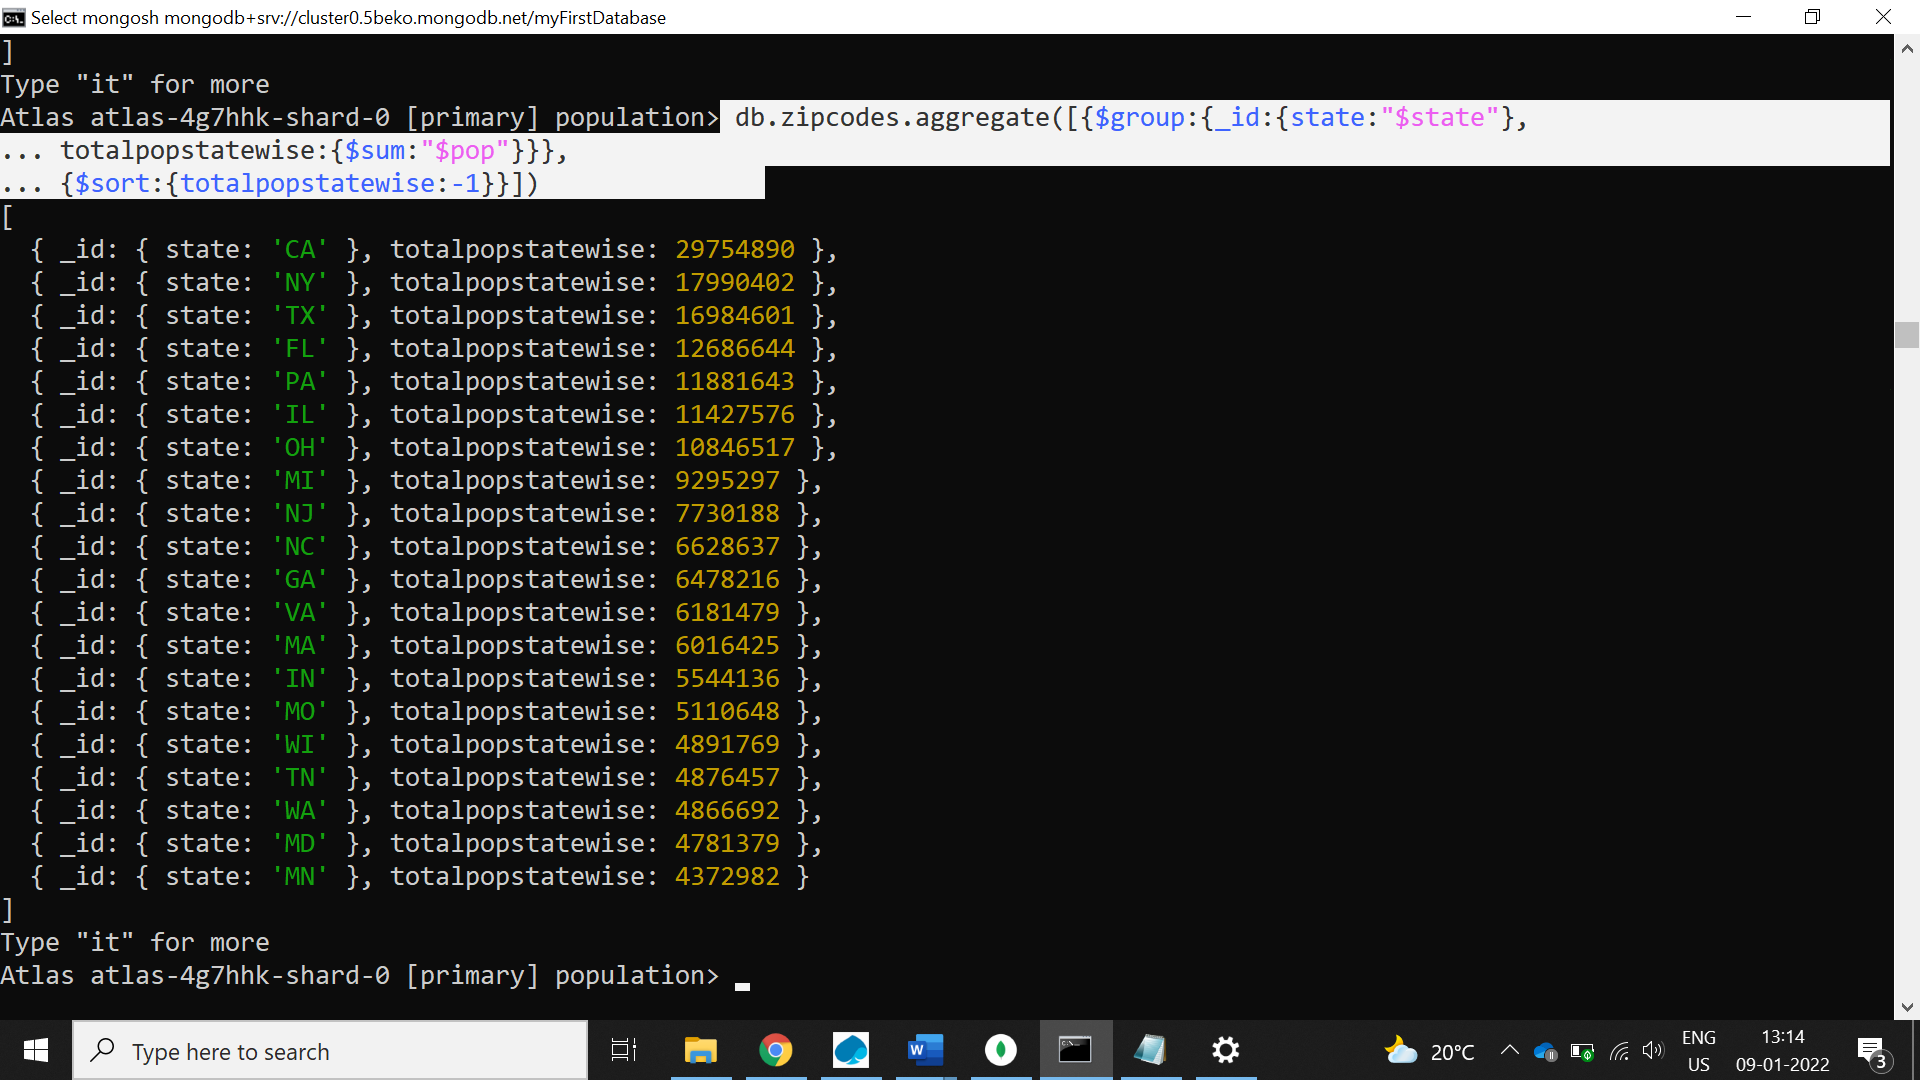 Select mongosh mongodb+srv://cluster0.5beko.mongodb.net/myFirstDatabase
]
Type "it" for more
Atlas atlas-4g7hhk-shard-0 [primary] population> db.zipcodes.aggregate([{$group:{_id:{state:"$state"},
... totalpopstatewise:{$sum:"$pop"}}},
... {$sort:{totalpopstatewise:-1}}])
[
  { _id: { state: 'CA' }, totalpopstatewise: 29754890 },
  { _id: { state: 'NY' }, totalpopstatewise: 17990402 },
  { _id: { state: 'TX' }, totalpopstatewise: 16984601 },
  { _id: { state: 'FL' }, totalpopstatewise: 12686644 },
  { _id: { state: 'PA' }, totalpopstatewise: 11881643 },
  { _id: { state: 'IL' }, totalpopstatewise: 11427576 },
  { _id: { state: 'OH' }, totalpopstatewise: 10846517 },
  { _id: { state: 'MI' }, totalpopstatewise: 9295297 },
  { _id: { state: 'NJ' }, totalpopstatewise: 7730188 },
  { _id: { state: 'NC' }, totalpopstatewise: 6628637 },
  { _id: { state: 'GA' }, totalpopstatewise: 6478216 },
  { _id: { state: 'VA' }, totalpopstatewise: 6181479 },
  { _id: { state: 'MA' }, totalpopstatewise: 6016425 },
  { _id: { state: 'IN' }, totalpopstatewise: 5544136 },
  { _id: { state: 'MO' }, totalpopstatewise: 5110648 },
  { _id: { state: 'WI' }, totalpopstatewise: 4891769 },
  { _id: { state: 'TN' }, totalpopstatewise: 4876457 },
  { _id: { state: 'WA' }, totalpopstatewise: 4866692 },
  { _id: { state: 'MD' }, totalpopstatewise: 4781379 },
  { _id: { state: 'MN' }, totalpopstatewise: 4372982 }
]
Type "it" for more
Atlas atlas-4g7hhk-shard-0 [primary] population>
Type here to search
W
20°C
ENG
US
13:14
09-01-2022
3